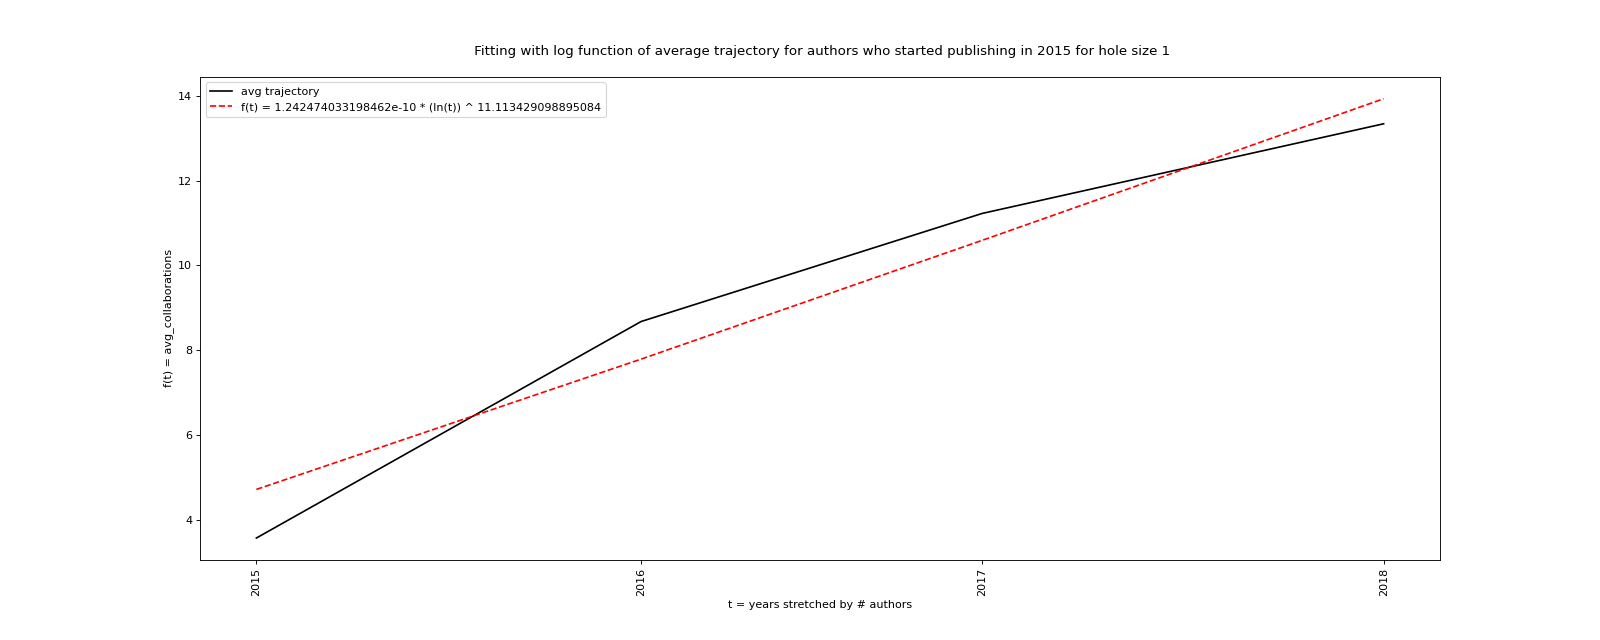 Fitting with log function of average trajectory for authors who started publishing in 2015 for hole size 1
avg trajectory
f(t) = 1.242474033198462e-10 * (ln(t)) ^ 11.113429098895084
14
12
10
8
6
4
f(t) = avg_collaborations
2015
2016
2017
2018
t = years stretched by # authors